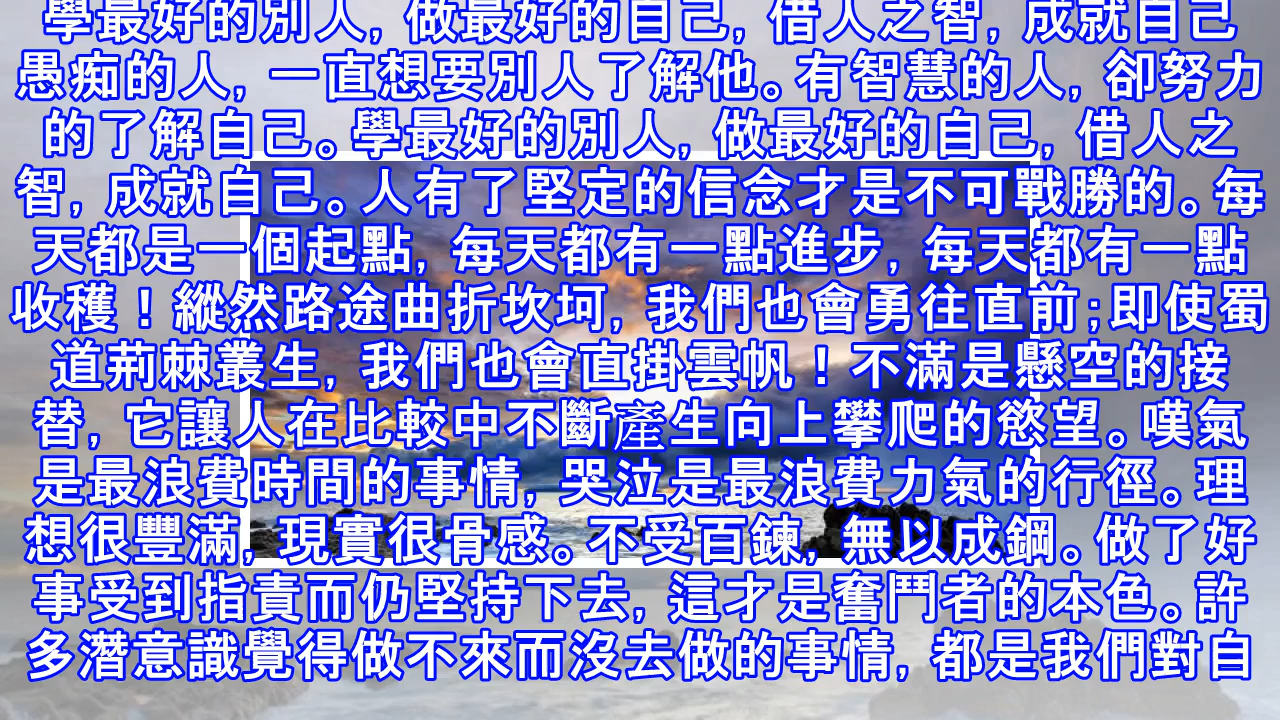 學最好的別人, 做最好的自己, 借人之智, 成就自己
愚痴的人, 一直想要別人了解他。有智慧的人, 卻努力
的了解自己。學最好的別人, 做最好的自己, 借人之
智, 成就自己。人有了堅定的信念才是不可戰勝的。每
天都是一個起點, 每天都有一點進步, 每天都有一點
收穫！縱然路途曲折坎坷, 我們也會勇往直前;即使蜀
道荊棘叢生, 我們也會直掛雲帆！不滿是懸空的接
替, 它讓人在比較中不斷產生向上攀爬的慾望。嘆氣
是最浪費時間的事情, 哭泣是最浪費力氣的行徑。理
想很豐滿, 現實很骨感。不受百鍊, 無以成鋼。做了好
事受到指責而仍堅持下去, 這才是奮鬥者的本色。許
多潛意識覺得做不來而沒去做的事情, 都是我們對自